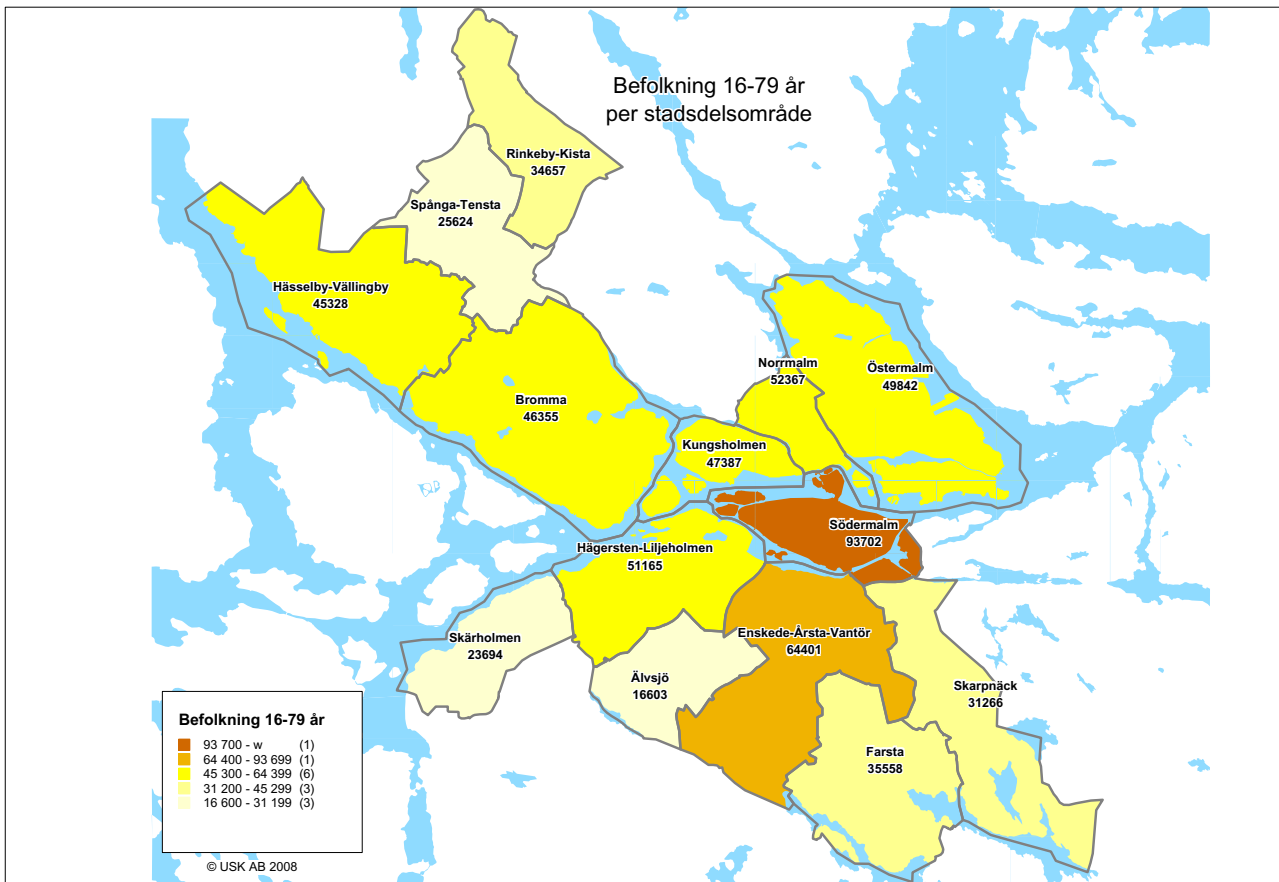 Befolkning 16-79 år
per stadsdelsområde
Rinkeby-Kista
34657
Spånga-Tensta
25624
Hässelby-Vällingby
45328
Norrmalm
52367
Östermalm
49842
Bromma
46355
Kungsholmen
47387
Södermalm
93702
Hägersten-Liljeholmen
51165
Skärholmen
23694
Enskede-Årsta-Vantör
64401
Älvsjö
16603
Skarpnäck
31266
Farsta
35558
Befolkning 16-79 år
93 700 - w (1)
64 400 - 93 699 (1)
45 300 - 64 399 (6)
31 200 - 45 299 (3)
16 600 - 31 199 (3)
© USK AB 2008